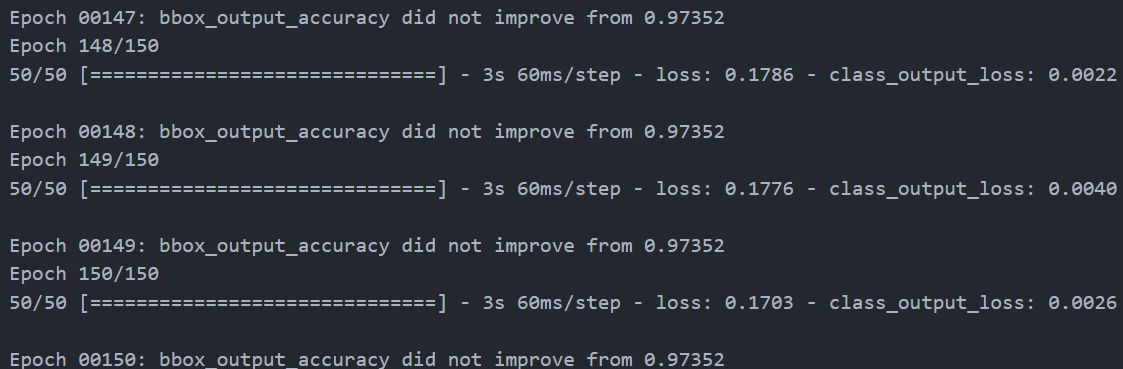 Epoch 00147: bbox_output_accuracy did not improve from 0.97352
Epoch 148/150
50/50 [==============================] - 3s 60ms/step - loss: 0.1786 - class_output_loss: 0.0022
Epoch 00148: bbox_output_accuracy did not improve from 0.97352
Epoch 149/150
50/50 [==============================] - 3s 60ms/step - loss: 0.1776 - class_output_loss: 0.0040
Epoch 00149: bbox_output_accuracy did not improve from 0.97352
Epoch 150/150
50/50 [==============================] - 3s 60ms/step - loss: 0.1703 - class_output_loss: 0.0026
Epoch 00150: bbox_output_accuracy did not improve from 0.97352